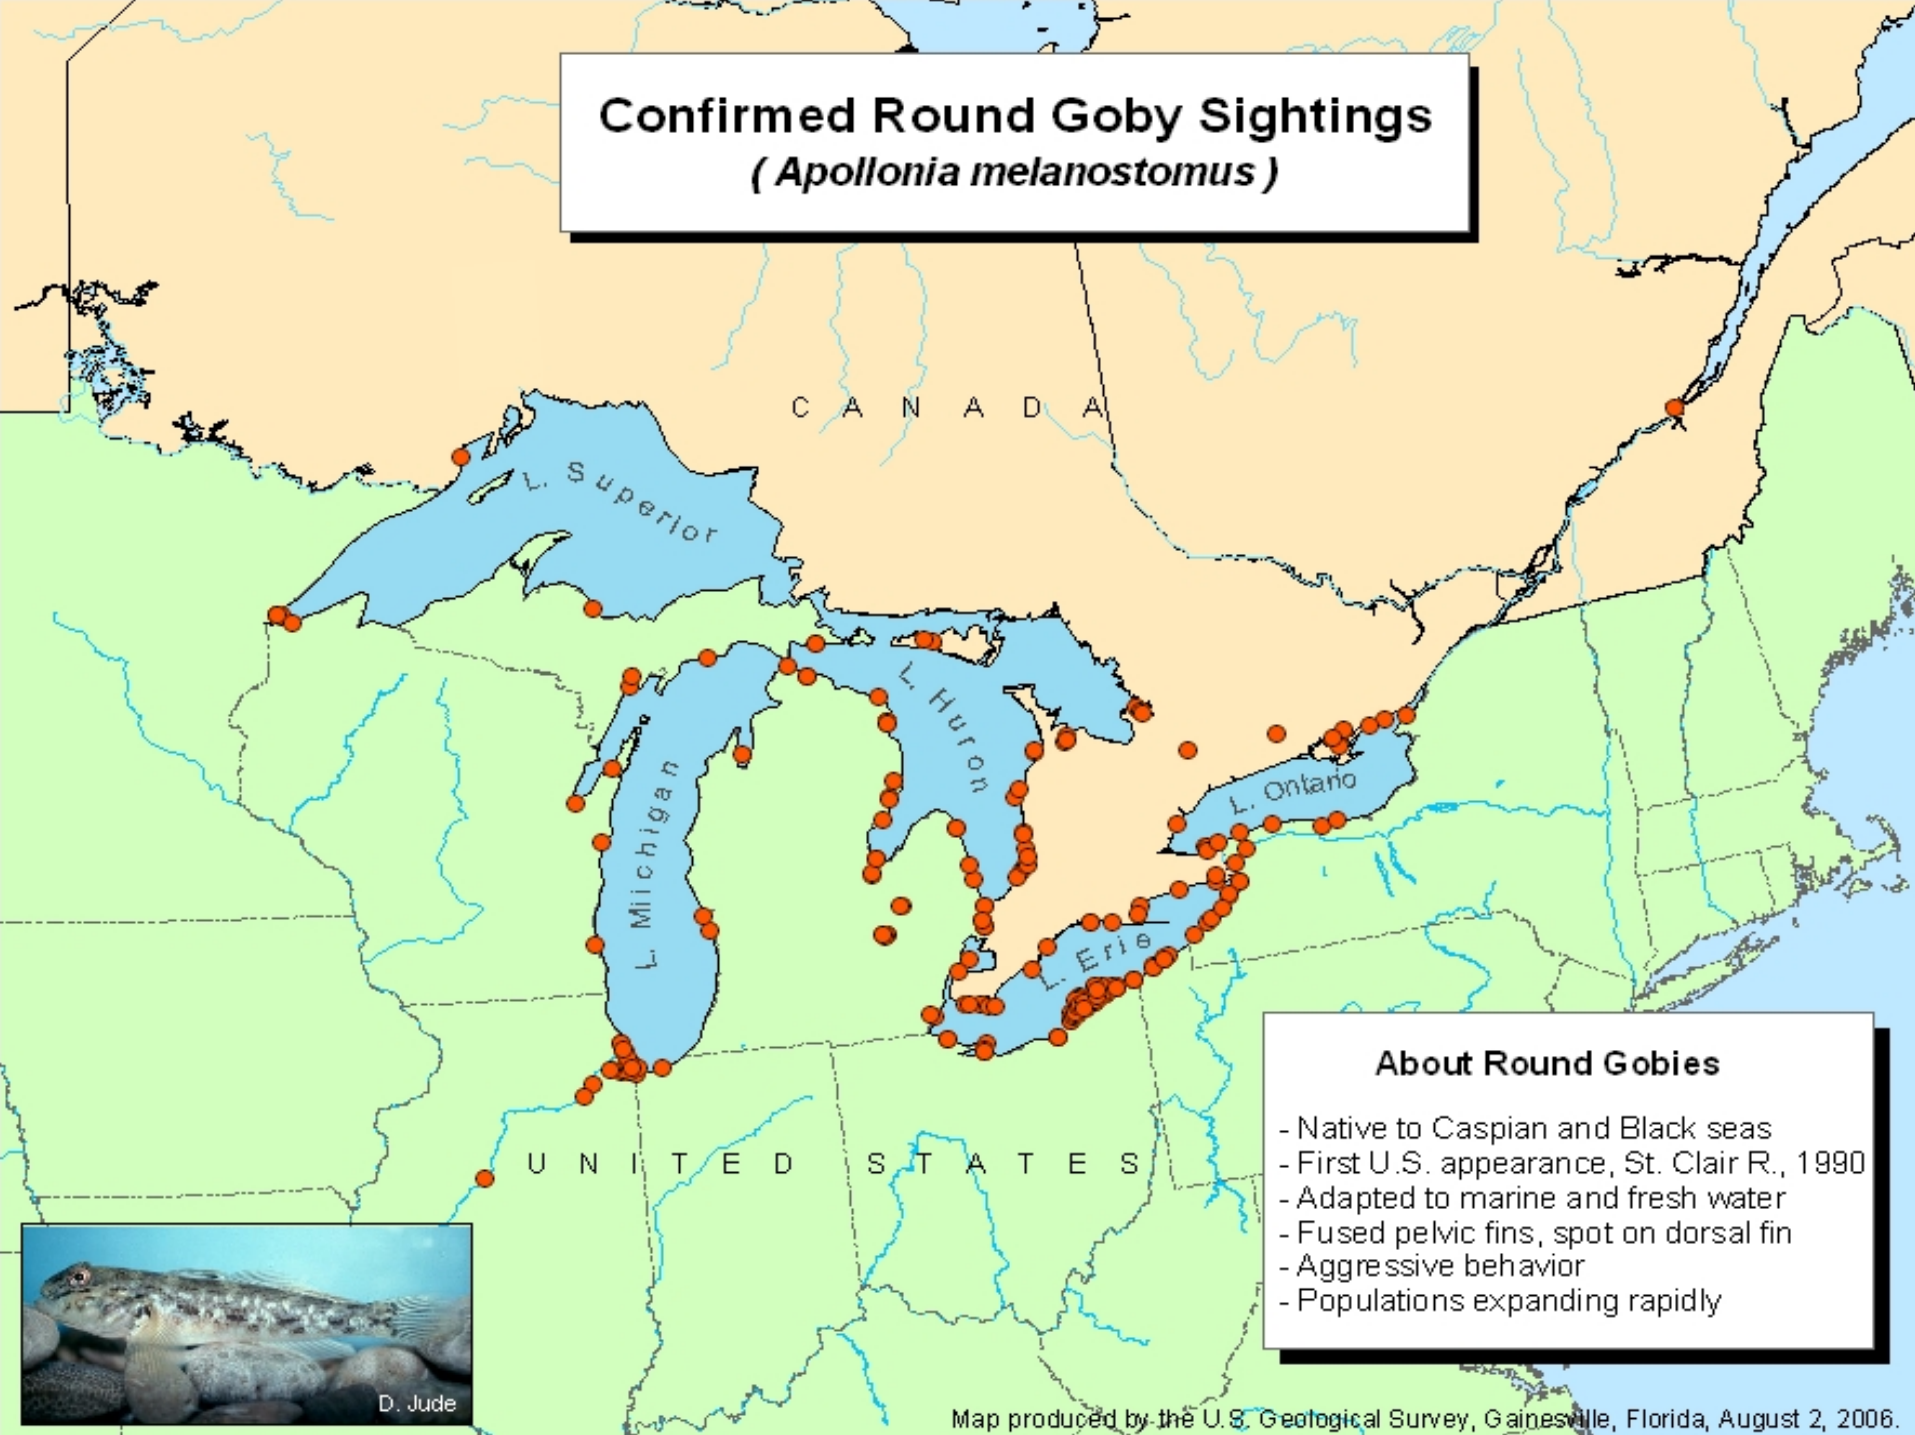 Confirmed Round Goby Sightings
( Apollonia melanostomus )
C A N A D A
L. Superior
L. Huron
L. Michigan
L. Ontario
L. Erie
U N I T E D S T A T E S
About Round Gobies
- Native to Caspian and Black seas
- First U.S. appearance, St. Clair R., 1990
- Adapted to marine and fresh water
- Fused pelvic fins, spot on dorsal fin
- Aggressive behavior
- Populations expanding rapidly
D. Jude
Map produced by the U.S. Geological Survey, Gainesville, Florida, August 2, 2006.